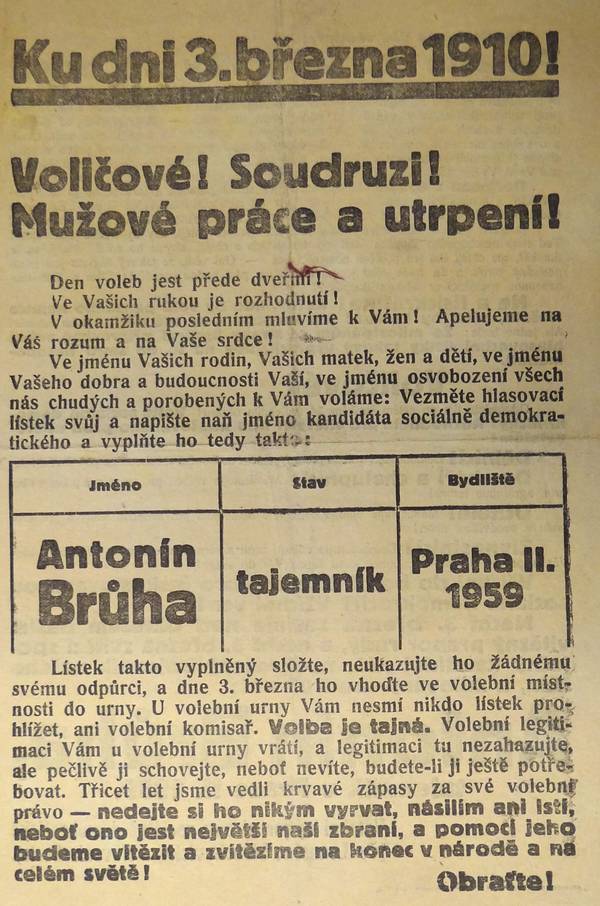 Ku dni 3. března 1910!
Voličové! Soudruzi!
Mužové práce a utrpení!
Den voleb jest přede dveřmi!
Ve Vašich rukou je rozhodnutí!
V okamžiku posledním mluvíme k Vám! Apelujeme na
Váš rozum a na Vaše srdce!
Ve jménu Vašich rodin, Vašich matek, žen a dětí, ve jménu
Vašeho dobra a budoucnosti Vaší, ve jménu osvobození všech
nás chudých a porobených k Vám voláme: Vezměte hlasovací
lístek svůj a napište naň jméno kandidáta sociálně demokra-
tického a vyplňte ho tedy takto:
Jméno Stav Bydliště
Antonín
Brůha
tajemník
Praha II.
1959
Lístek takto vyplněný složte, neukazujte ho žádnému
svému odpůrci, a dne 3. března ho vhoďte ve volební míst-
nosti do urny. U volební urny Vám nesmí nikdo lístek pro-
hlížet, ani volební komisař. Volba je tajná. Volební legiti-
maci Vám u volební urny vrátí, a legitimaci tu nezahazujte,
ale pečlivě ji schovejte, neboť nevíte, budete-li ji ještě potře-
bovat. Třicet let jsme vedli krvavé zápasy za své volební
právo — nedejte si ho nikým vyrvat, násilím ani lstí,
neboť ono jest největší naší zbraní, a pomocí jeho
budeme vítězit a zvítězíme na konec v národě a na
celém světě!
Obraťte!